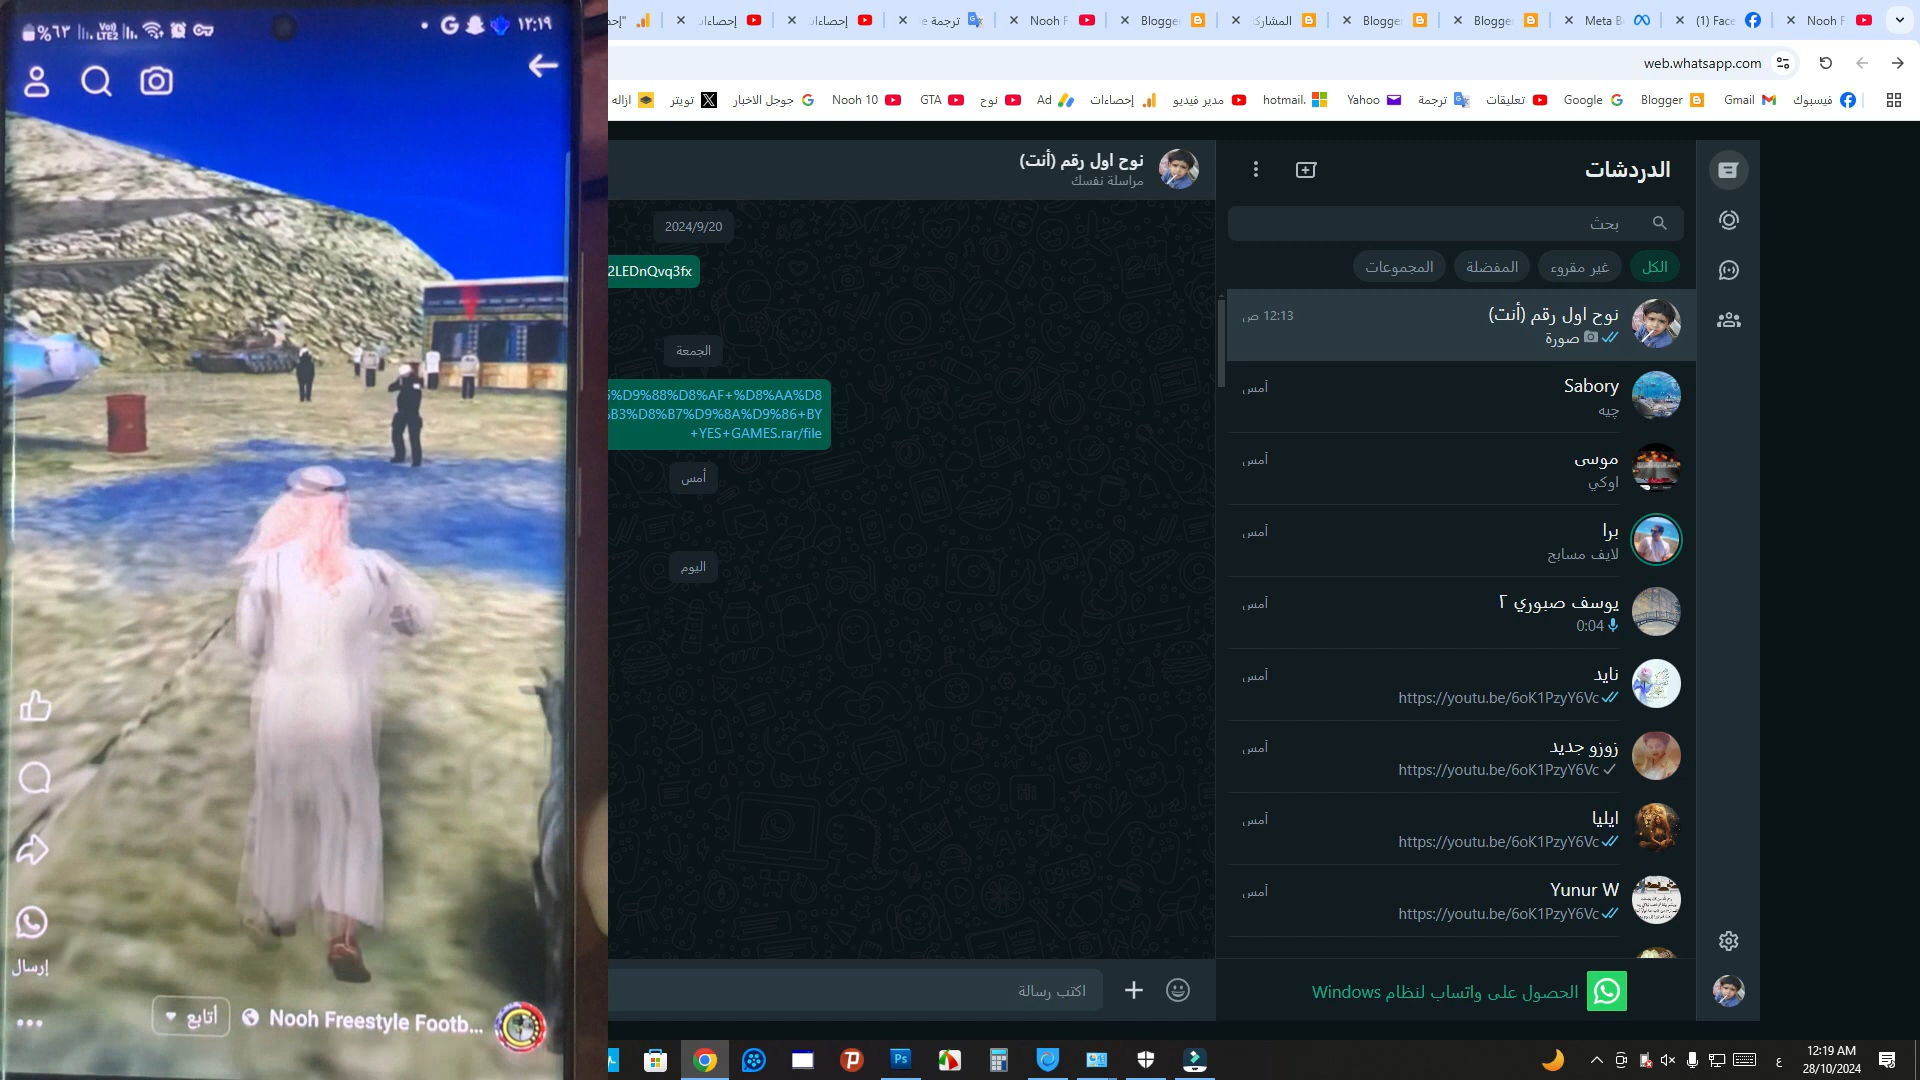 ١٢:١٩
G
Voll
LTE2
%٦٣
إرسال
Nooh Freestyle Footb...
أتابع
Nooh F
(1) Face
Meta B
Blogger
Blogger
المشارك
Blogger
Nooh F
ترجمة
إحصاءات
إحصاءات
web.whatsapp.com
فيسبوك
Gmail
Blogger
Google
تعليقات
ترجمة
Yahoo
hotmail.
مدير فيديو
إحصاءات
Ad
نوح
GTA
Nooh 10
جوجل الاخبار
تويتر
ازاله
الدردشات
بحث
الكل
غير مقروء
المفضلة
المجموعات
نوح اول رقم (أنت)
12:13 ص
صورة
Sabory
أمس
چيه
موسى
أمس
اوكي
برا
أمس
لايف مسابح
يوسف صبوري ٢
أمس
0:04
نايد
أمس
https://youtu.be/6oK1PzyY6Vc
زوزو جديد
أمس
https://youtu.be/6oK1PzyY6Vc
ايليا
أمس
https://youtu.be/6oK1PzyY6Vc
Yunur W
أمس
https://youtu.be/6oK1PzyY6Vc
الحصول على واتساب لنظام Windows
نوح اول رقم (أنت)
مراسلة نفسك
2024/9/20
2LEDnQvq3fx
الجمعة
%D9%88%D8%AF+%D8%AA%D8
B3%D8%B7%D9%8A%D9%86+BY
+YES+GAMES.rar/file
أمس
اليوم
اكتب رسالة
Ps
ع
12:19 AM
28/10/2024